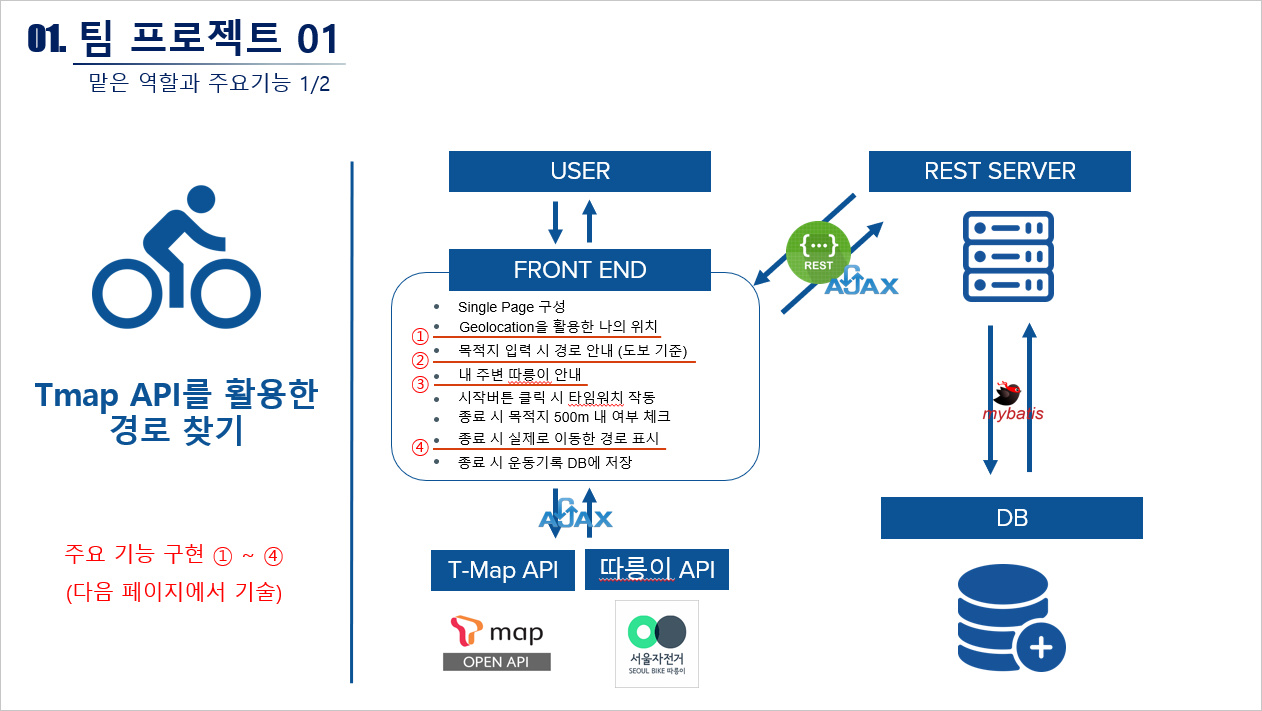 01. 팀 프로젝트 01
맡은 역할과 주요기능 1/2
Tmap API를 활용한
경로 찾기
주요 기능 구현 ① ~ ④
(다음 페이지에서 기술)
USER
FRONT END
• Single Page 구성
① • Geolocation을 활용한 나의 위치
② • 목적지 입력 시 경로 안내 (도보 기준)
③ • 내 주변 따릉이 안내
• 시작버튼 클릭 시 타임워치 작동
• 종료 시 목적지 500m 내 여부 체크
④ • 종료 시 실제로 이동한 경로 표시
• 종료 시 운동기록 DB에 저장
AJAX
T-Map API
따릉이 API
T map
OPEN API
서울자전거
SEOUL BIKE 따릉이
REST SERVER
{···}
REST
AJAX
mybatis
DB